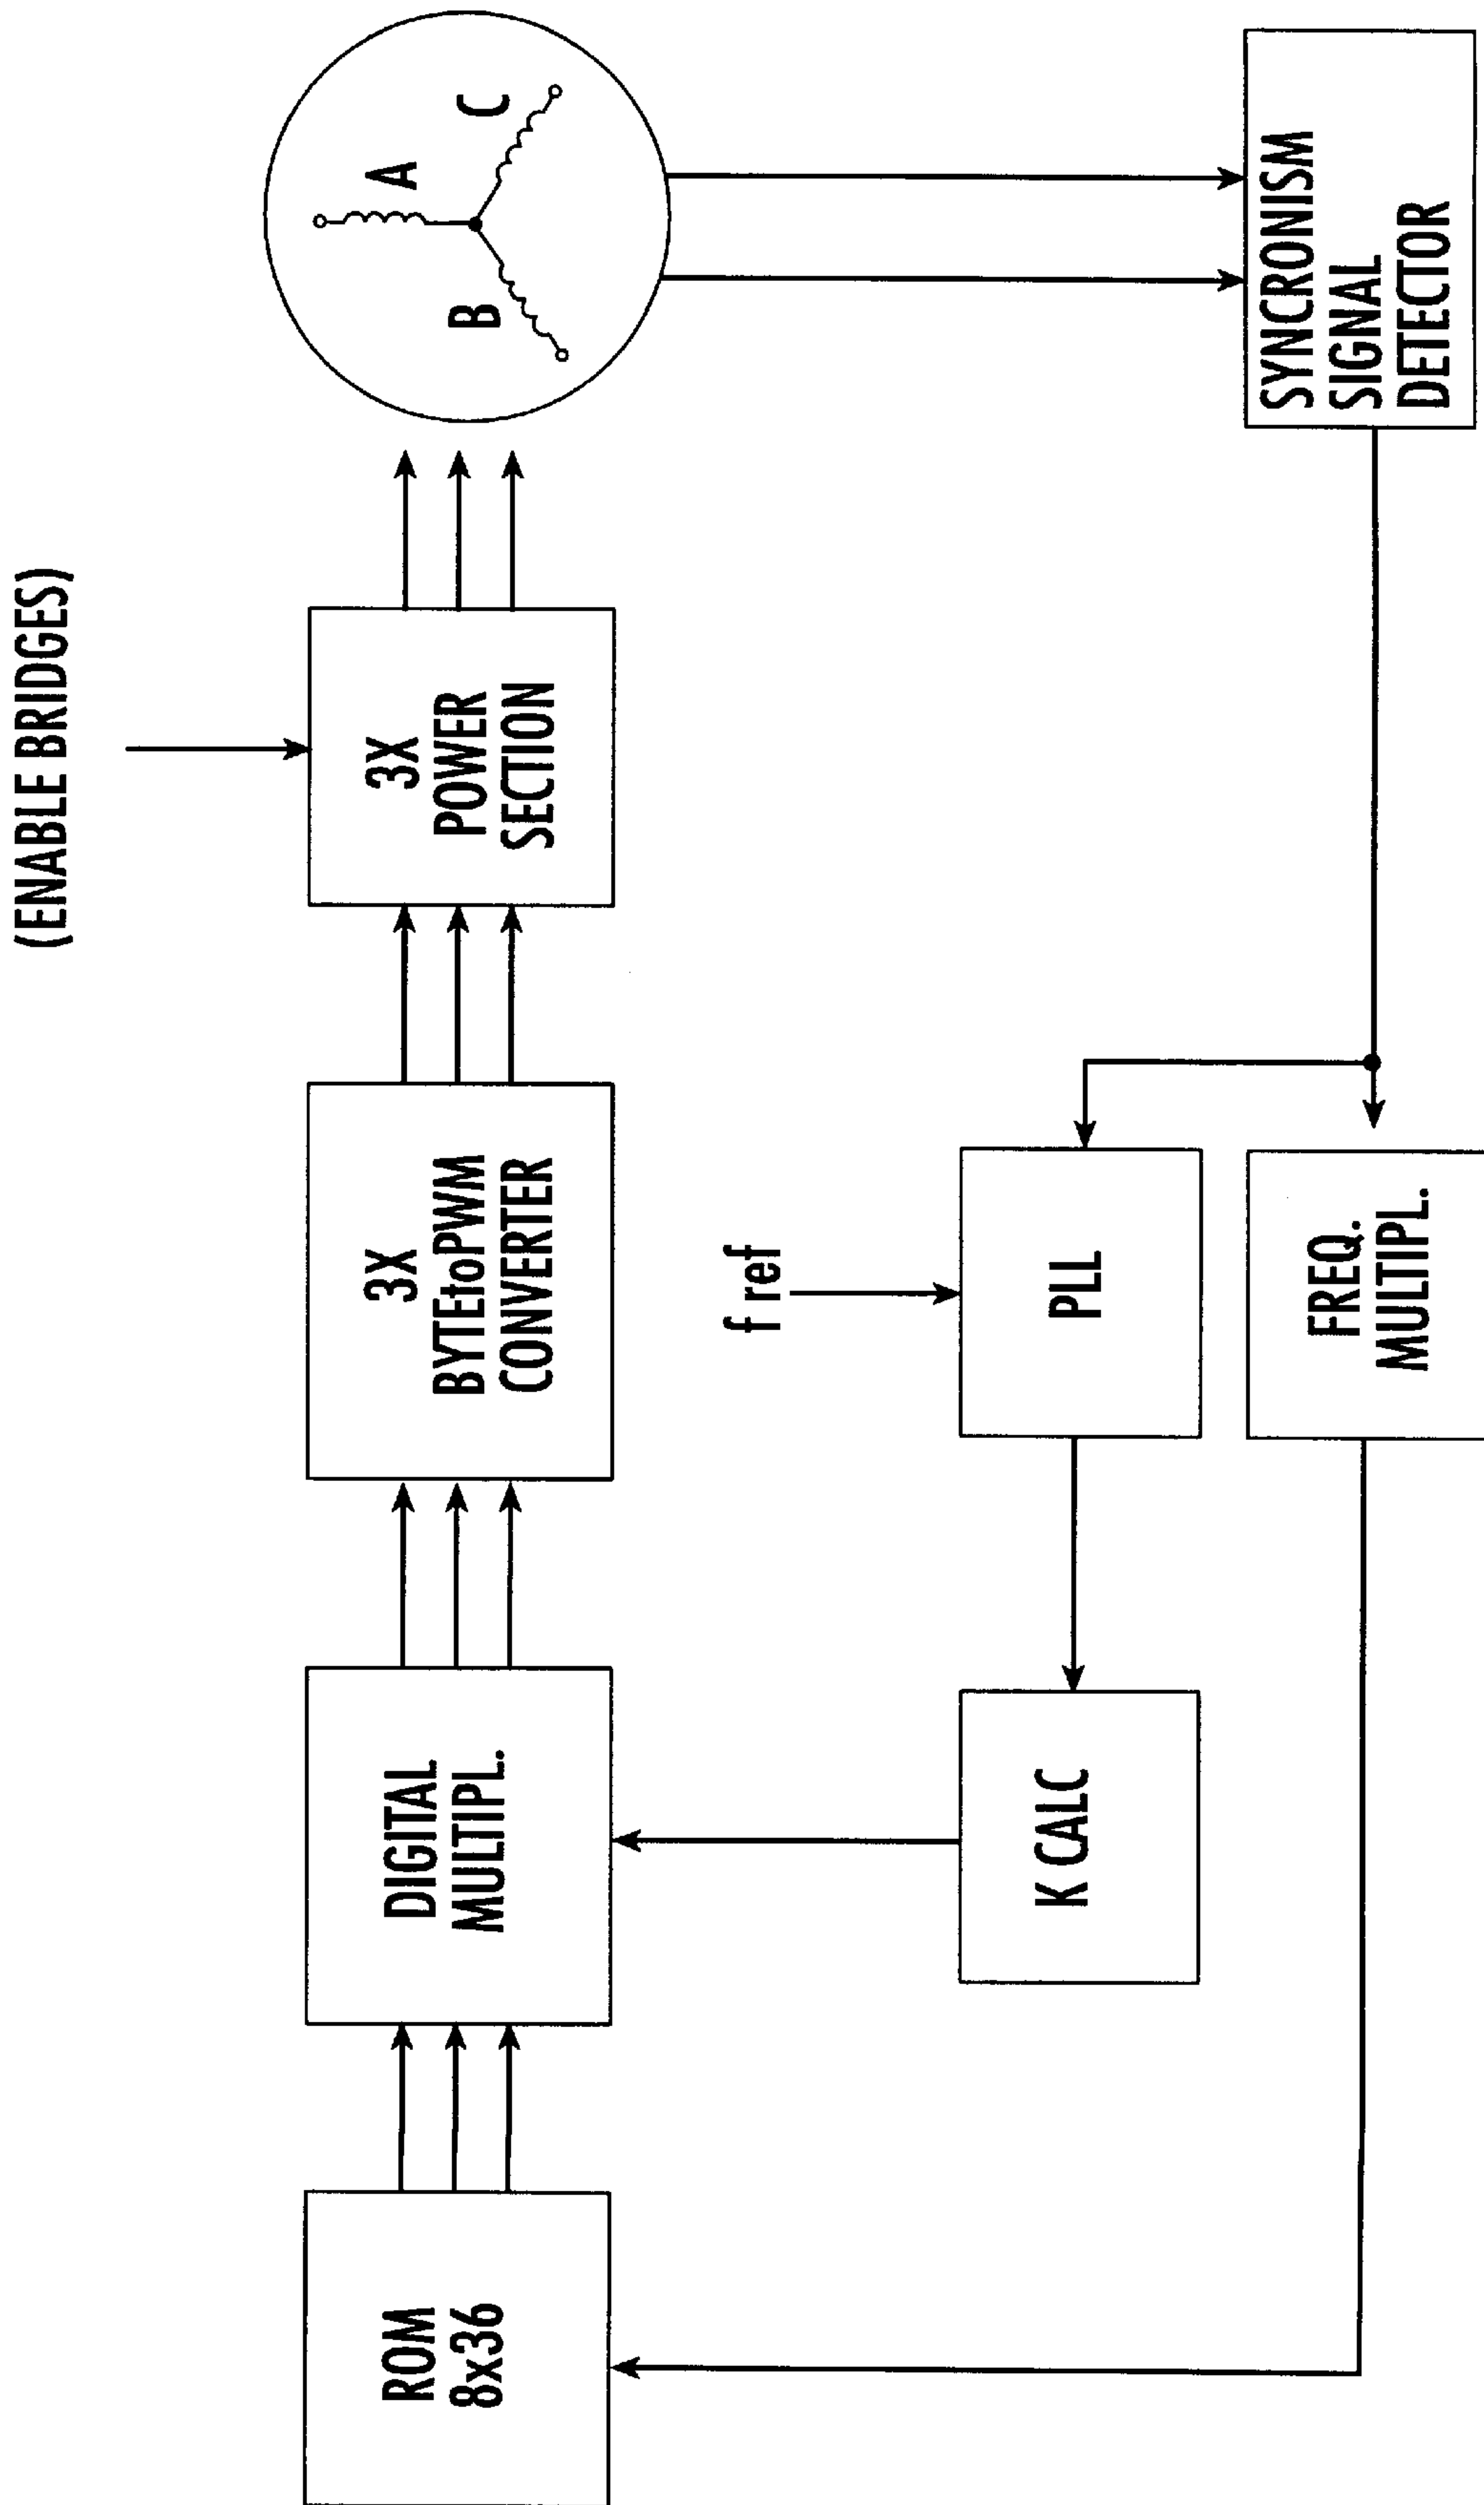 (ENABLE BRIDGES)
ROM
8x36
DIGITAL
MULTIPL.
3X
BYTEtoPWM
CONVERTER
3X
POWER
SECTION
A
B
C
f ref
K CALC
PLL
FREQ.
MULTIPL.
SYNCRONISM
SIGNAL
DETECTOR